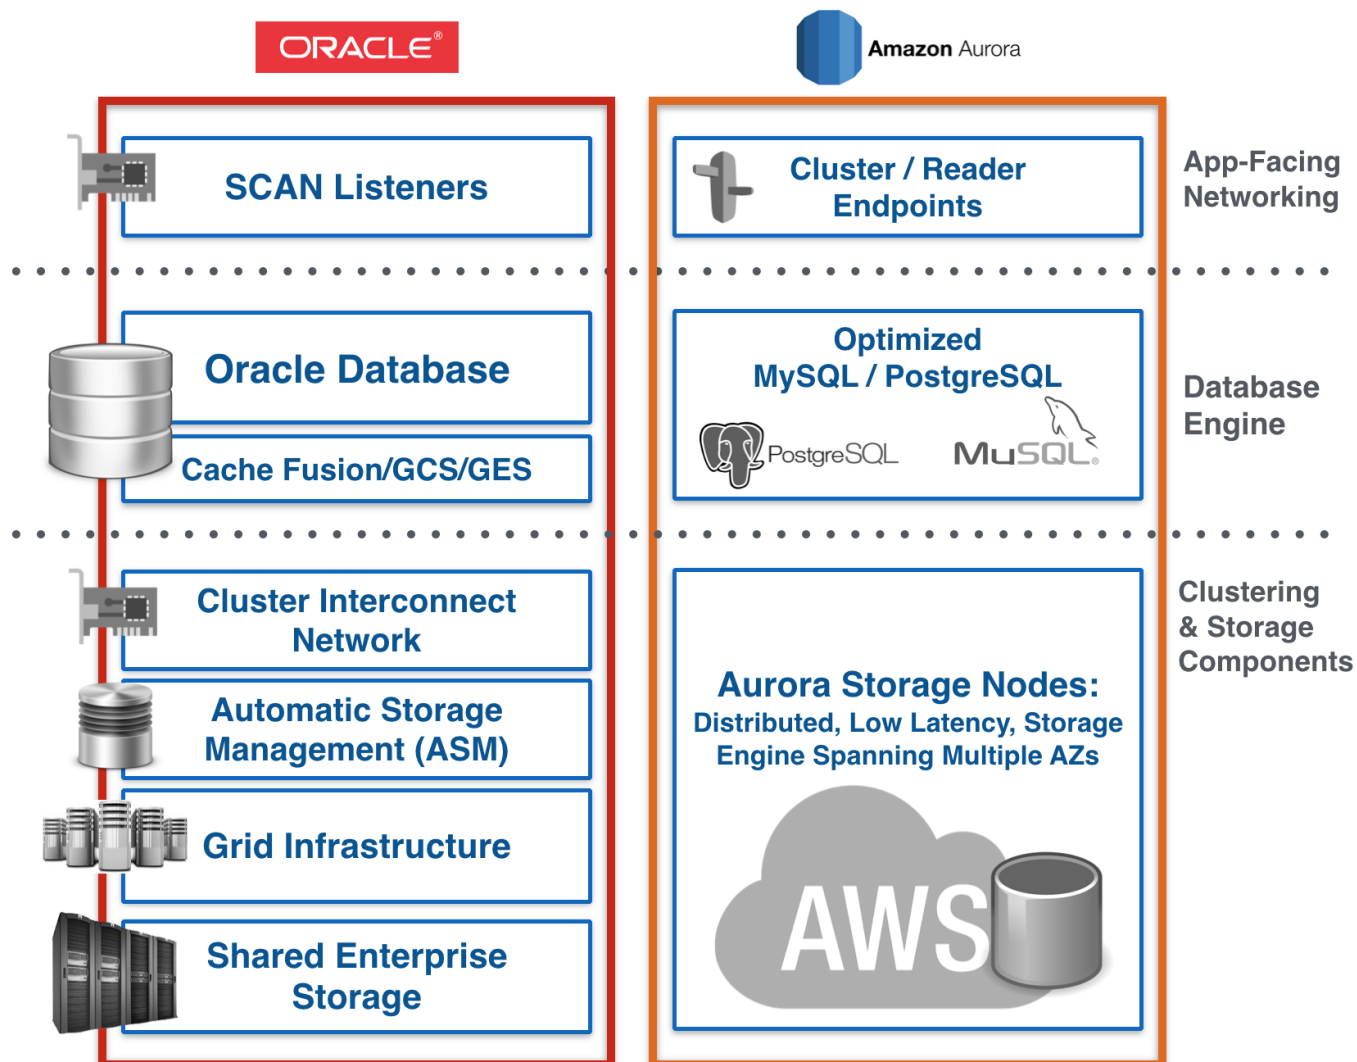 ORACLE®
Amazon Aurora
SCAN Listeners
Cluster / Reader
Endpoints
App-Facing
Networking
Oracle Database
Cache Fusion/GCS/GES
Optimized
MySQL / PostgreSQL
PostgreSQL
MuSQL®
Database
Engine
Cluster Interconnect
Network
Automatic Storage
Management (ASM)
Grid Infrastructure
Shared Enterprise
Storage
Aurora Storage Nodes:
Distributed, Low Latency, Storage
Engine Spanning Multiple AZs
AWS
Clustering
& Storage
Components